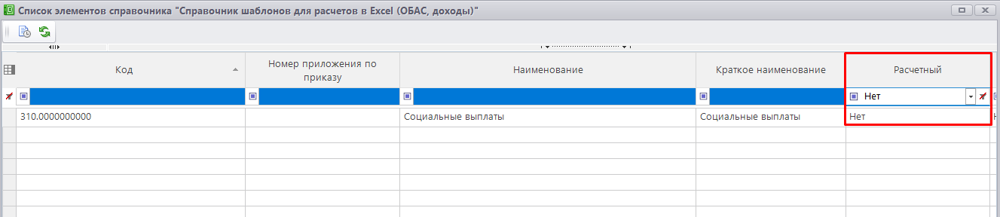 Список элементов справочника "Справочник шаблонов для расчетов в Excel (ОБАС, доходы)"
Код
Номер приложения по
приказу
Наименование
Краткое наименование
Расчетный
Нет
310.0000000000
Социальные выплаты
Социальные выплаты
Нет